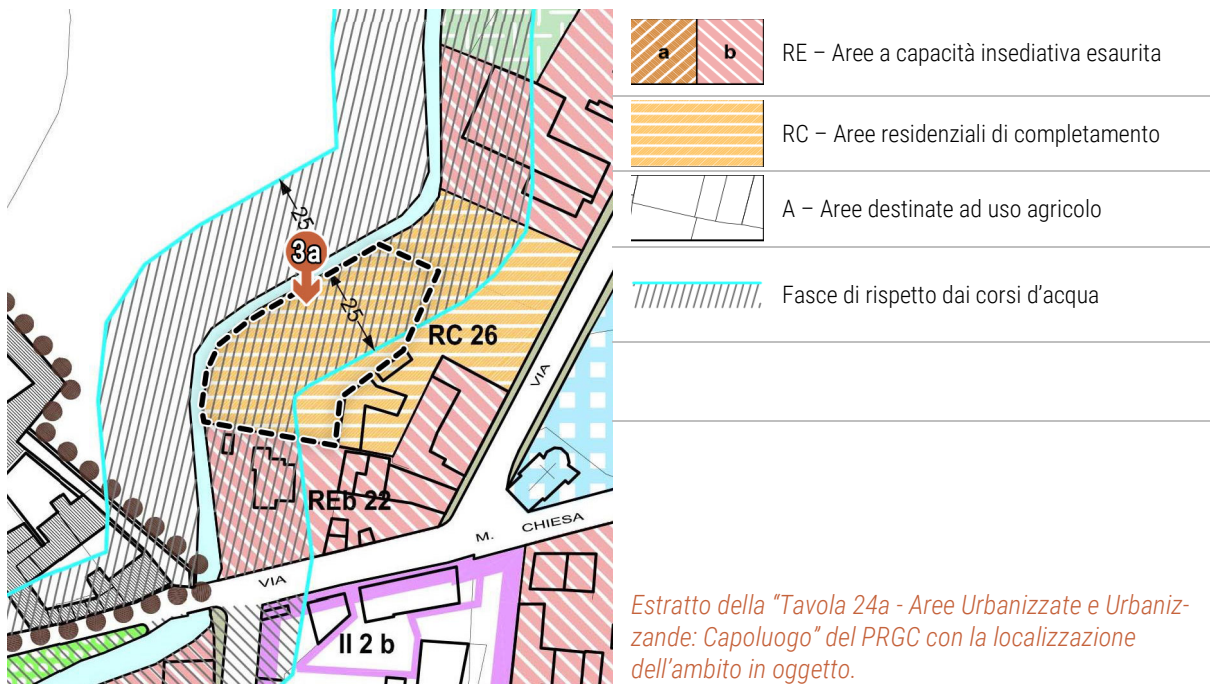 25
3a
25
RC 26
VIA
REb 22
M. CHIESA
VIA
II 2 b
a b RE – Aree a capacità insediativa esaurita
RC – Aree residenziali di completamento
A – Aree destinate ad uso agricolo
Fasce di rispetto dai corsi d'acqua
Estratto della "Tavola 24a - Aree Urbanizzate e Urbaniz-
zande: Capoluogo" del PRGC con la localizzazione
dell'ambito in oggetto.